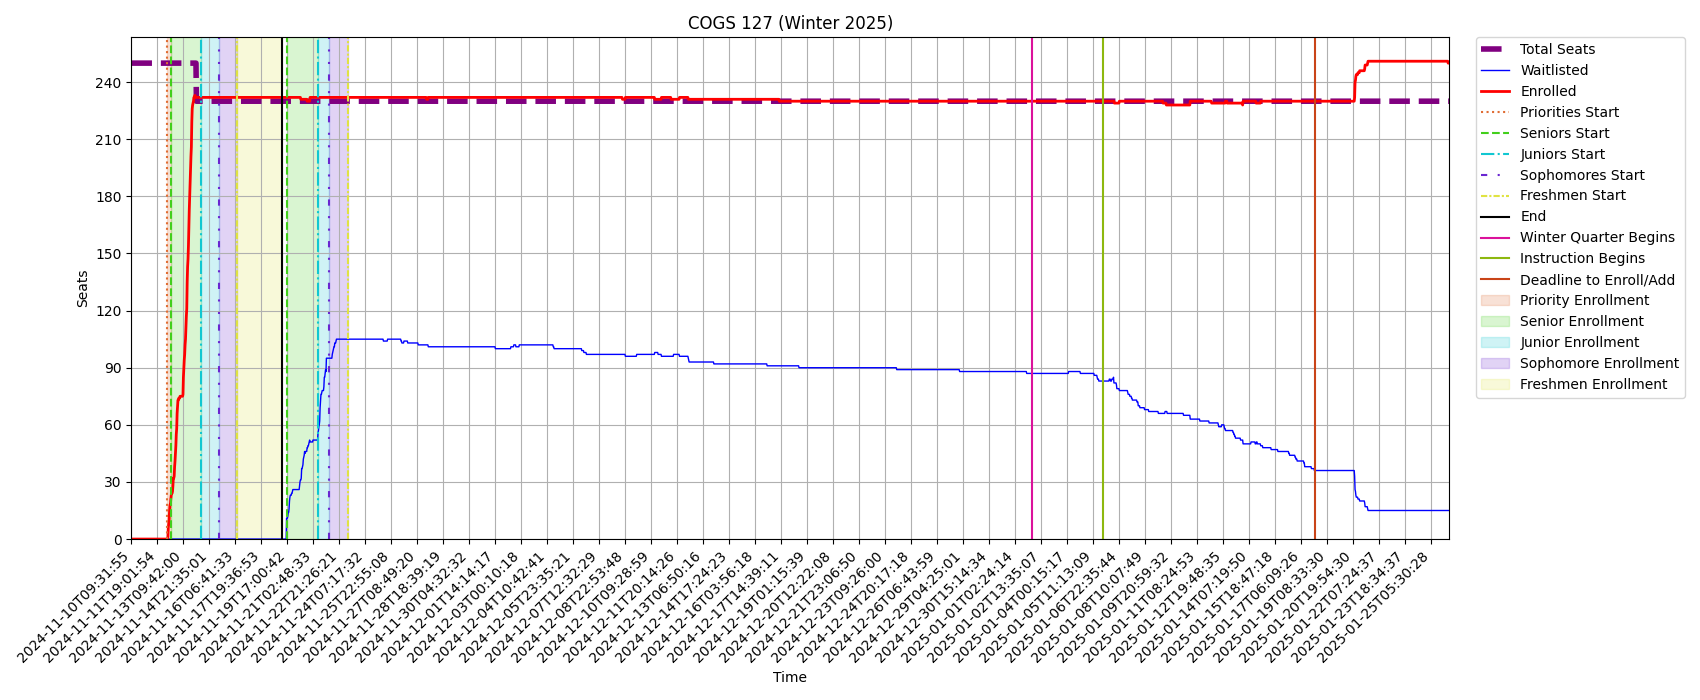 COGS 127 (Winter 2025)
Seats
240
210
180
150
120
90
60
30
0
2024-11-10T09:31:55
2024-11-11T19:01:54
2024-11-13T09:42:00
2024-11-14T21:35:01
2024-11-16T06:41:33
2024-11-17T19:36:53
2024-11-19T17:00:42
2024-11-21T02:48:33
2024-11-22T21:26:21
2024-11-24T07:17:32
2024-11-25T22:55:08
2024-11-27T08:49:20
2024-11-28T18:39:19
2024-11-30T04:32:32
2024-12-01T14:14:17
2024-12-03T00:10:18
2024-12-04T10:42:41
2024-12-05T23:35:21
2024-12-07T12:32:29
2024-12-08T22:53:48
2024-12-10T09:28:59
2024-12-11T20:14:26
2024-12-13T06:50:16
2024-12-14T17:24:23
2024-12-16T03:56:18
2024-12-17T14:39:11
2024-12-19T01:15:39
2024-12-20T12:22:08
2024-12-21T23:06:50
2024-12-23T09:26:00
2024-12-24T20:17:18
2024-12-26T06:43:59
2024-12-29T04:25:01
2024-12-30T15:14:34
2025-01-01T02:24:14
2025-01-02T13:35:07
2025-01-04T00:15:17
2025-01-05T11:13:09
2025-01-06T22:35:44
2025-01-08T10:07:49
2025-01-09T20:59:32
2025-01-11T08:24:53
2025-01-12T19:48:35
2025-01-14T07:19:50
2025-01-15T18:47:18
2025-01-17T06:09:26
2025-01-19T08:33:30
2025-01-20T19:54:30
2025-01-22T07:24:37
2025-01-23T18:34:37
2025-01-25T05:30:28
Time
Total Seats
Waitlisted
Enrolled
Priorities Start
Seniors Start
Juniors Start
Sophomores Start
Freshmen Start
End
Winter Quarter Begins
Instruction Begins
Deadline to Enroll/Add
Priority Enrollment
Senior Enrollment
Junior Enrollment
Sophomore Enrollment
Freshmen Enrollment